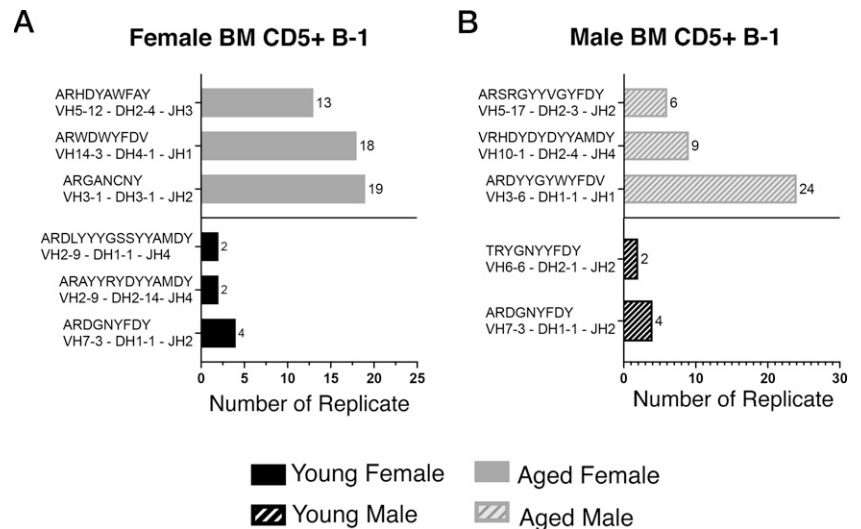 A
Female BM CD5+ B-1
ARHDYAWFAY
VH5-12 - DH2-4 - JH3
13
ARWDWYFDV
VH14-3 - DH4-1 - JH1
18
ARGANCNY
VH3-1 - DH3-1 - JH2
19
ARDLYYYGSSYYAMDY
VH2-9 - DH1-1 - JH4
2
ARAYYRYDYYAMDY
VH2-9 - DH2-14- JH4
2
ARDGNYFDY
VH7-3 - DH1-1 - JH2
4
0 5 10 15 20 25
Number of Replicate
B
Male BM CD5+ B-1
ARSRGYYVGYFDY
VH5-17 - DH2-3 - JH2
6
VRHDYDYDYYAMDY
VH10-1 - DH2-4 - JH4
9
ARDYYGYWYFDV
VH3-6 - DH1-1 - JH1
24
TRYGNYYFDY
VH6-6 - DH2-1 - JH2
2
ARDGNYFDY
VH7-3 - DH1-1 - JH2
4
0 10 20 30
Number of Replicate
Young Female Aged Female
Young Male Aged Male